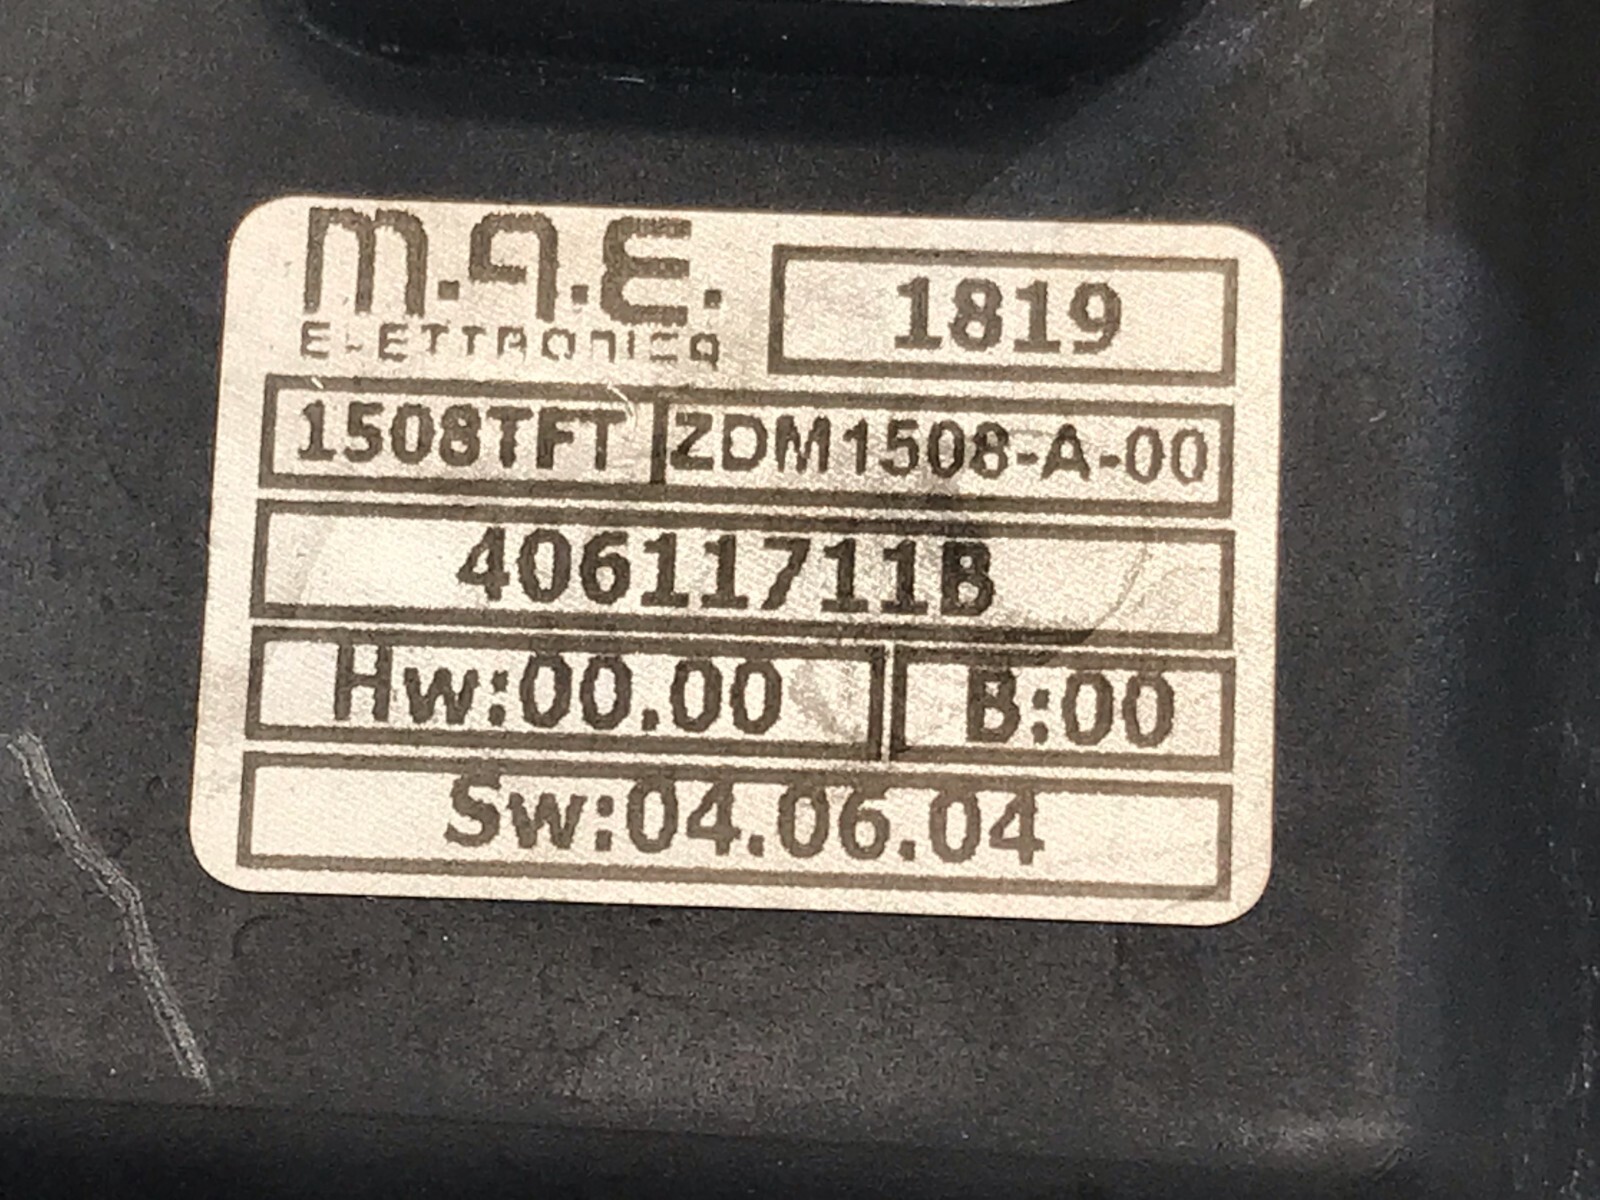 M.A.E.
ELETTRONICA
1819
1508TFT ZDM1508-A-00
40611711B
Hw:00.00 B:00
Sw:04.06.04